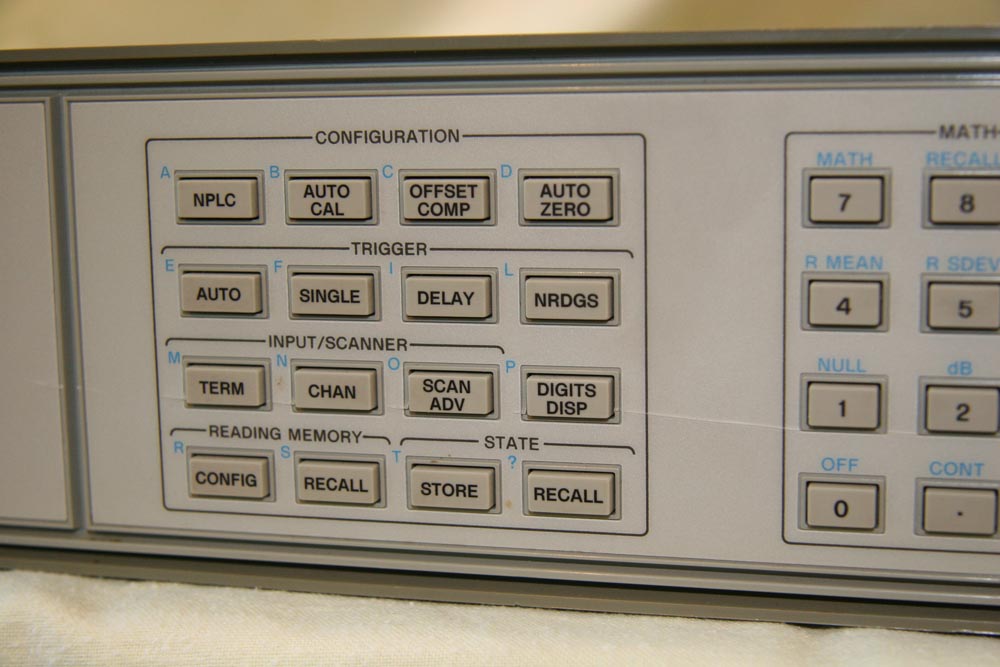 CONFIGURATION
A NPLC
B AUTO CAL
C OFFSET COMP
D AUTO ZERO
TRIGGER
E AUTO
F SINGLE
I DELAY
L NRDGS
INPUT/SCANNER
M TERM
N CHAN
O SCAN ADV
P DIGITS DISP
READING MEMORY
R CONFIG
S RECALL
STATE
T STORE
? RECALL
MATH
MATH 7
RECALL 8
R MEAN 4
R SDEV 5
NULL 1
dB 2
OFF 0
CONT .